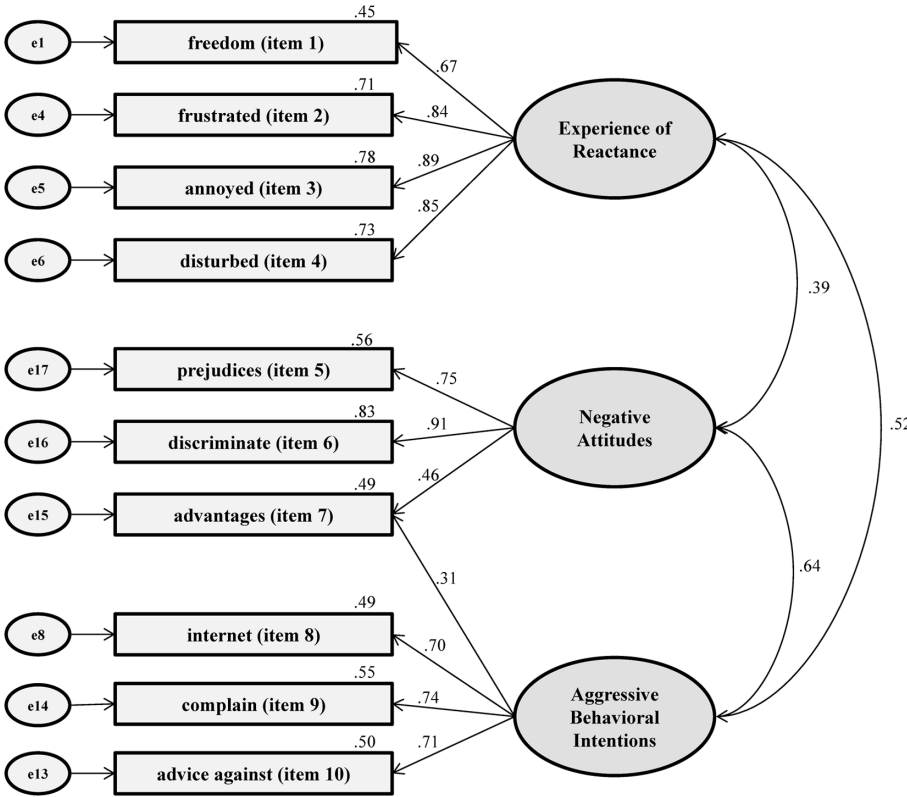 .45
e1
freedom (item 1)
.67
.71
e4
frustrated (item 2)
.84
Experience of
Reactance
.78
e5
annoyed (item 3)
.89
.85
.73
e6
disturbed (item 4)
.39
.56
e17
prejudices (item 5)
.75
.83
e16
discriminate (item 6)
.91
Negative
Attitudes
.52
.46
.49
e15
advantages (item 7)
.31
.64
.49
e8
internet (item 8)
.70
.55
e14
complain (item 9)
.74
Aggressive
Behavioral
Intentions
.50
.71
e13
advice against (item 10)